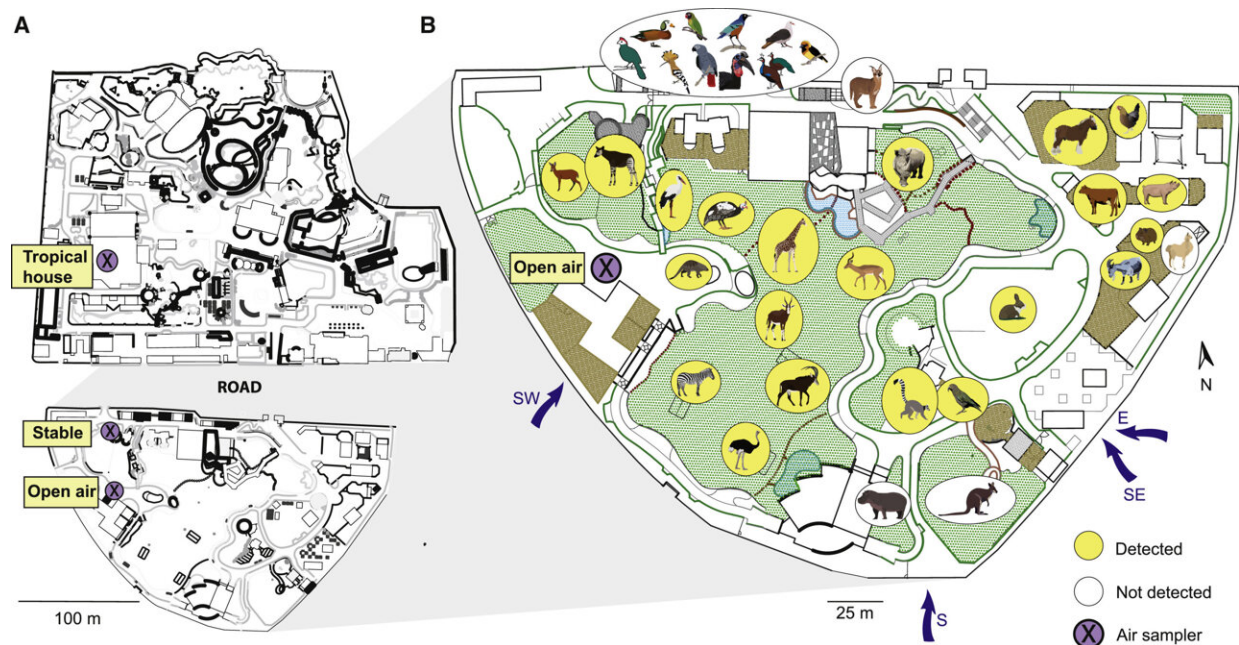 A
B
Tropical
house
X
ROAD
Stable
X
Open air
X
100 m
Open air
X
SW
N
E
SE
S
25 m
Detected
Not detected
X
Air sampler